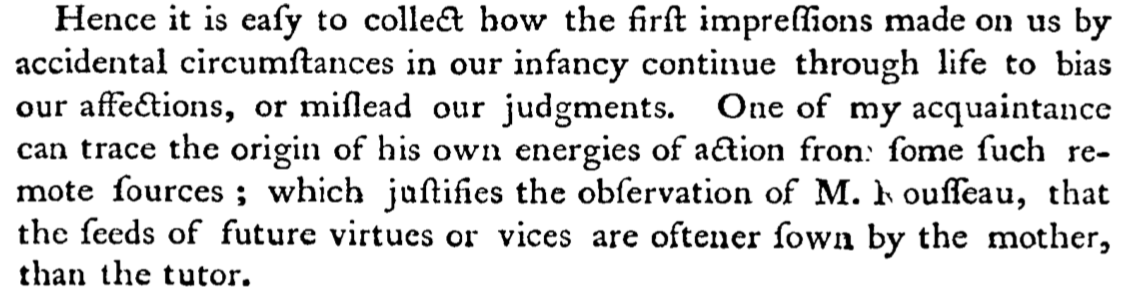 Hence it is eaſy to collect how the firſt impreſſions made on us by
accidental circumſtances in our infancy continue through life to bias
our affections, or miſlead our judgments. One of my acquaintance
can trace the origin of his own energies of action from ſome ſuch re-
mote ſources ; which juſtifies the obſervation of M. Rouſſeau, that
the ſeeds of future virtues or vices are oftener ſown by the mother,
than the tutor.